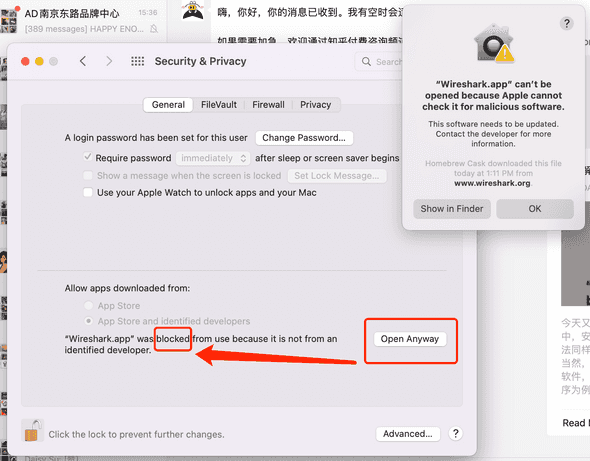 AD南京东路品牌中心
15:36
[389 messages] HAPPY ENO...
嗨，你好，你的消息已收到。我有空时会
如果需要加急，欢迎通过知乎付费咨询频
Security & Privacy
Search
General
FileVault
Firewall
Privacy
A login password has been set for this user
Change Password...
Require password
immediately
after sleep or screen saver begins
Show a message when the screen is locked
Set Lock Message...
Use your Apple Watch to unlock apps and your Mac
Allow apps downloaded from:
App Store
App Store and identified developers
“Wireshark.app” was blocked from use because it is not from an
identified developer.
Open Anyway
Click the lock to prevent further changes.
Advanced...
?
?
“Wireshark.app” can’t be
opened because Apple cannot
check it for malicious software.
This software needs to be updated.
Contact the developer for more
information.
Homebrew Cask downloaded this file
today at 1:11 PM from
www.wireshark.org.
Show in Finder
OK
今天又
中，安
法同样
当然，
软件，
序为例
Read M